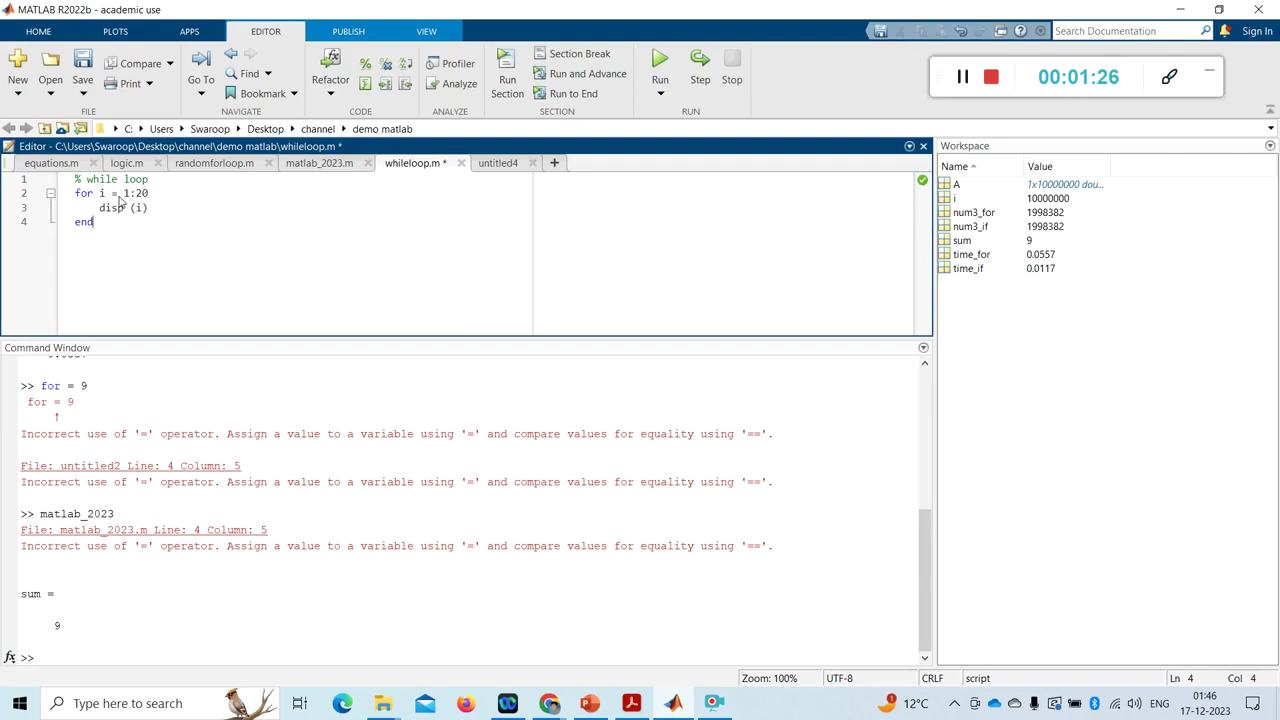 MATLAB R2022b - academic use
HOME PLOTS APPS EDITOR PUBLISH VIEW
Search Documentation Sign In
New Open Save Compare Print
Go To Find Bookmark
Refactor
Profiler Analyze
Run Section
Section Break
Run and Advance
Run to End
Run Step Stop
00:01:26
FILE NAVIGATE CODE ANALYZE SECTION RUN
C: Users Swaroop Desktop channel demo matlab
Editor - C:\Users\Swaroop\Desktop\channel\demo matlab\whileloop.m *
equations.m logic.m randomforloop.m matlab_2023.m whileloop.m * untitled4 +
1 % while loop
2 for i = 1:20
3 disp (i)
4 end
Workspace
Name Value
A 1x10000000 dou...
i 10000000
num3_for 1998382
num3_if 1998382
sum 9
time_for 0.0557
time_if 0.0117
Command Window
>> for = 9
for = 9
↑
Incorrect use of '=' operator. Assign a value to a variable using '=' and compare values for equality using '=='.
File: untitled2 Line: 4 Column: 5
Incorrect use of '=' operator. Assign a value to a variable using '=' and compare values for equality using '=='.
>> matlab_2023
File: matlab_2023.m Line: 4 Column: 5
Incorrect use of '=' operator. Assign a value to a variable using '=' and compare values for equality using '=='.
sum =
9
fx >>
Zoom: 100% UTF-8 CRLF script Ln 4 Col 4
Type here to search
1 12°C ENG
01:46
17-12-2023